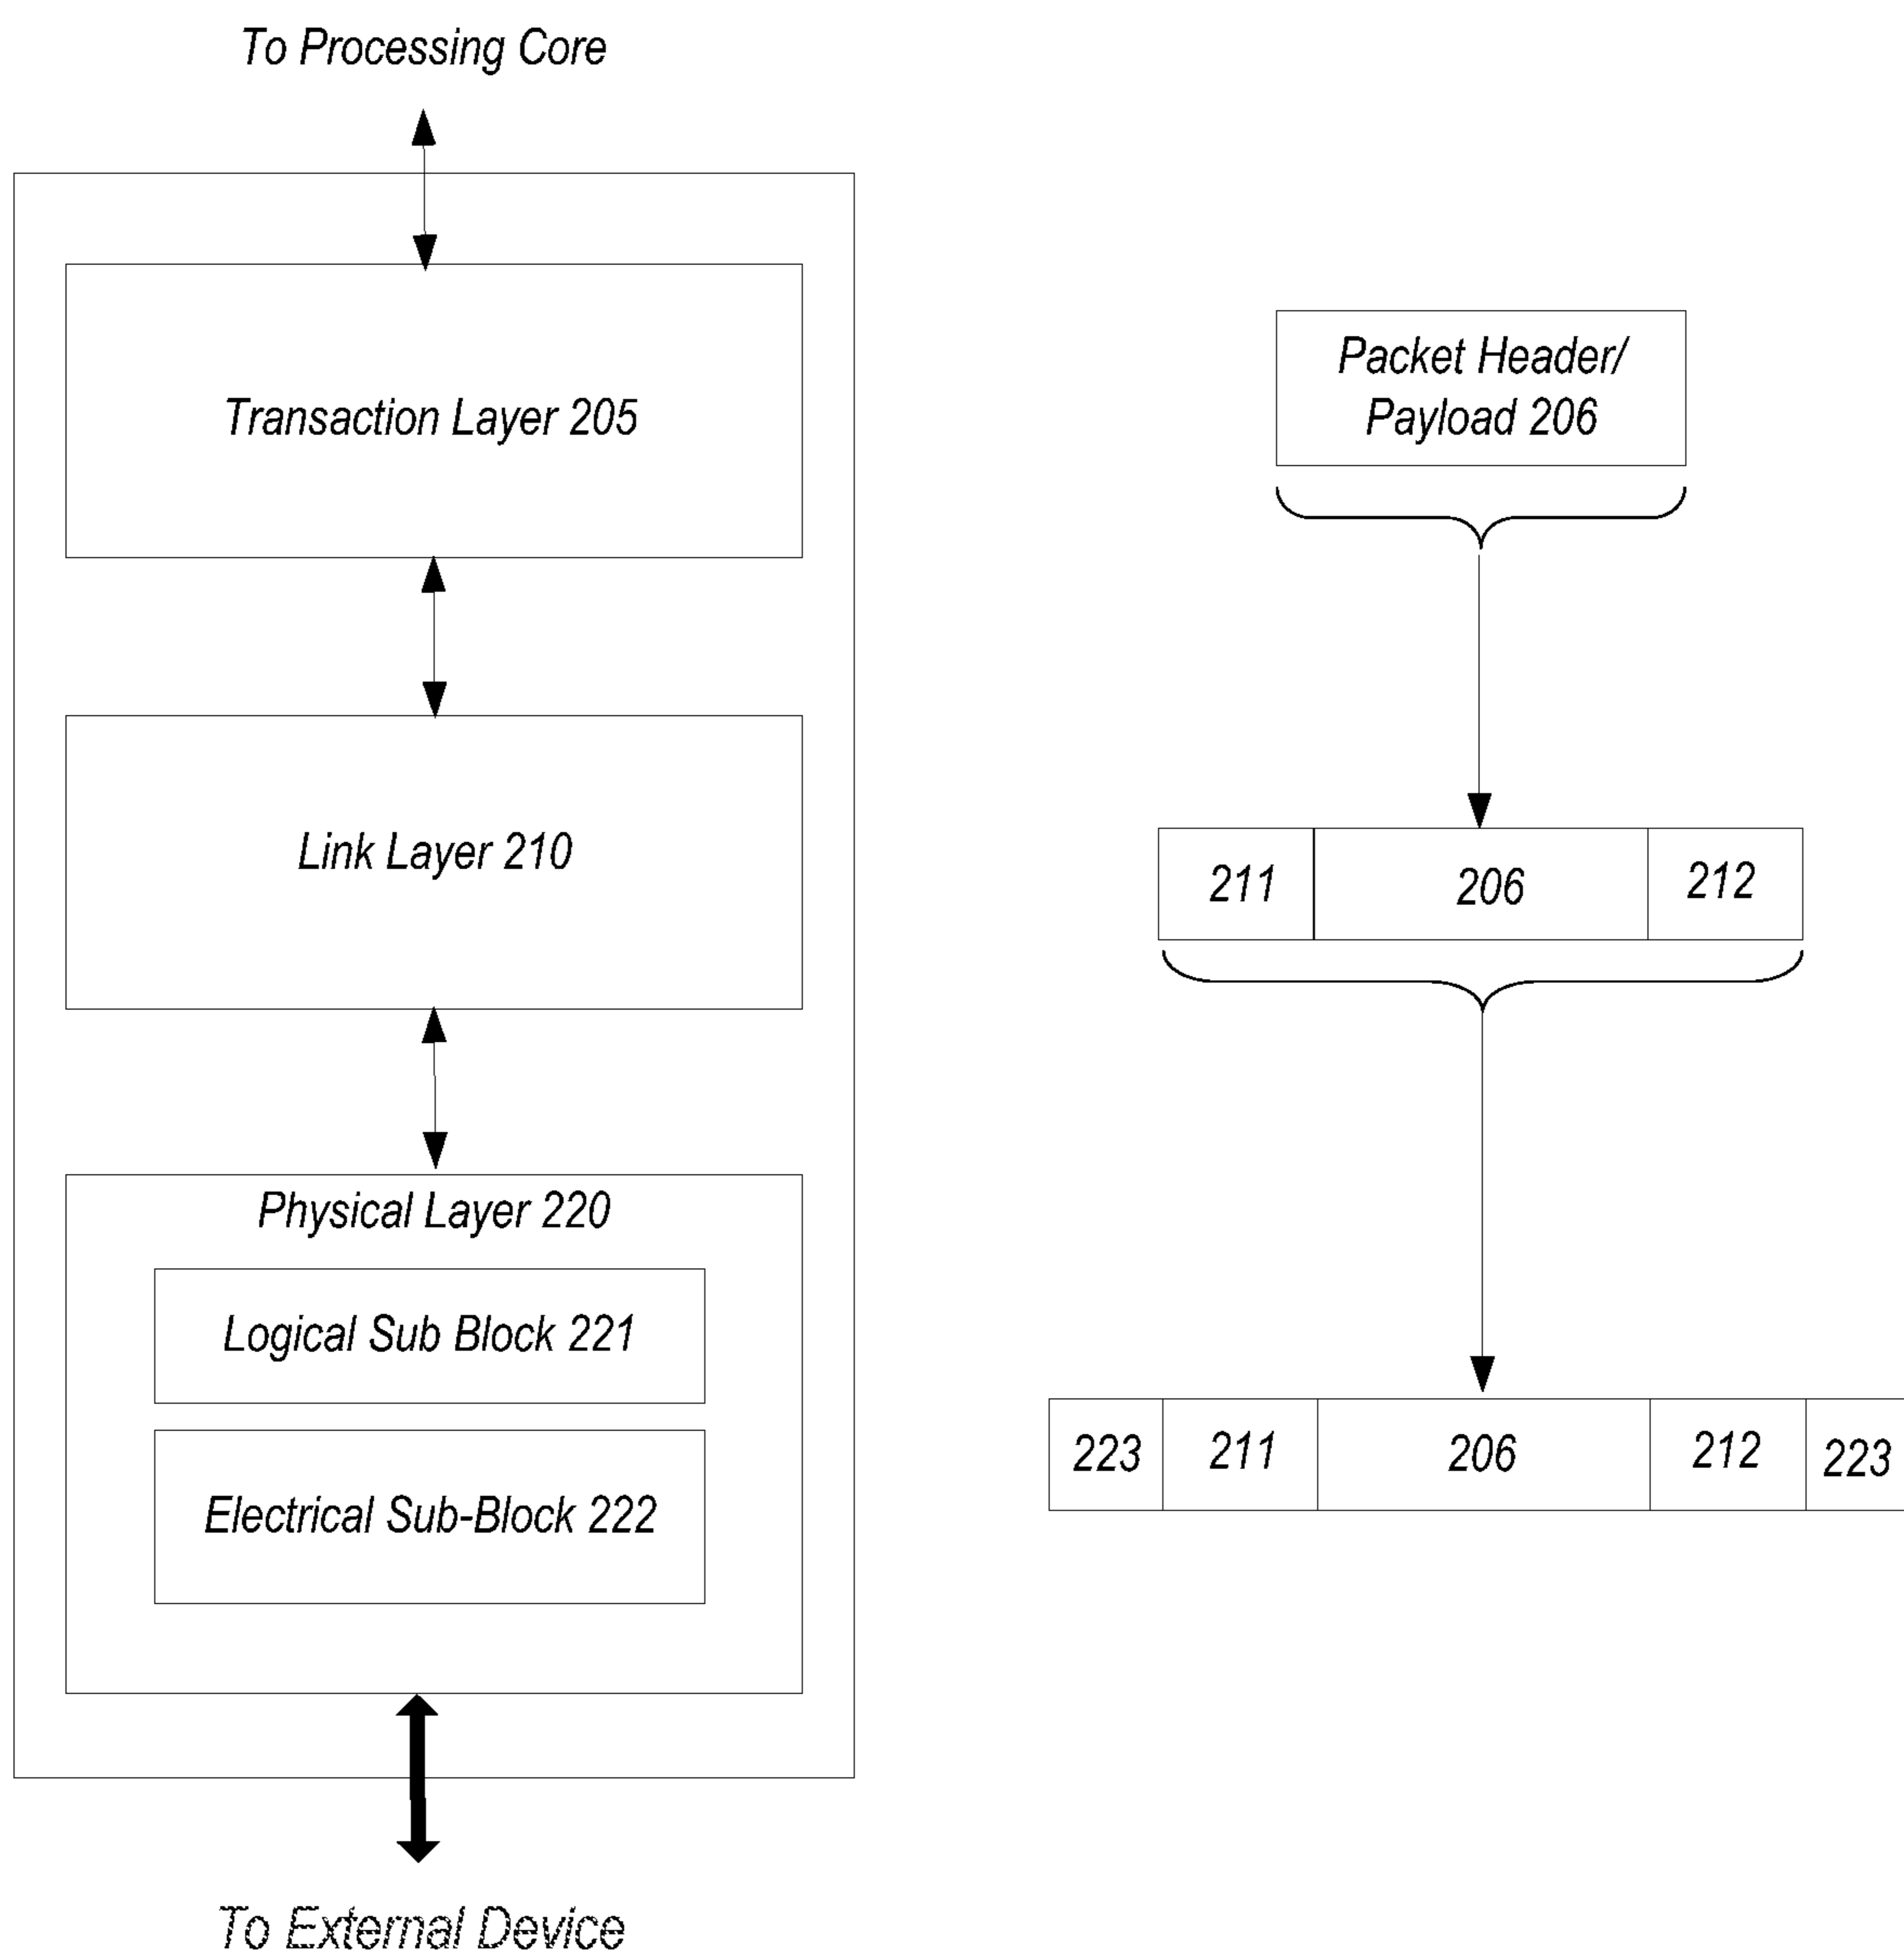 To Processing Core
Transaction Layer 205
Link Layer 210
Physical Layer 220
Logical Sub Block 221
Electrical Sub-Block 222
To External Device
Packet Header/
Payload 206
211 206 212
223 211 206 212 223